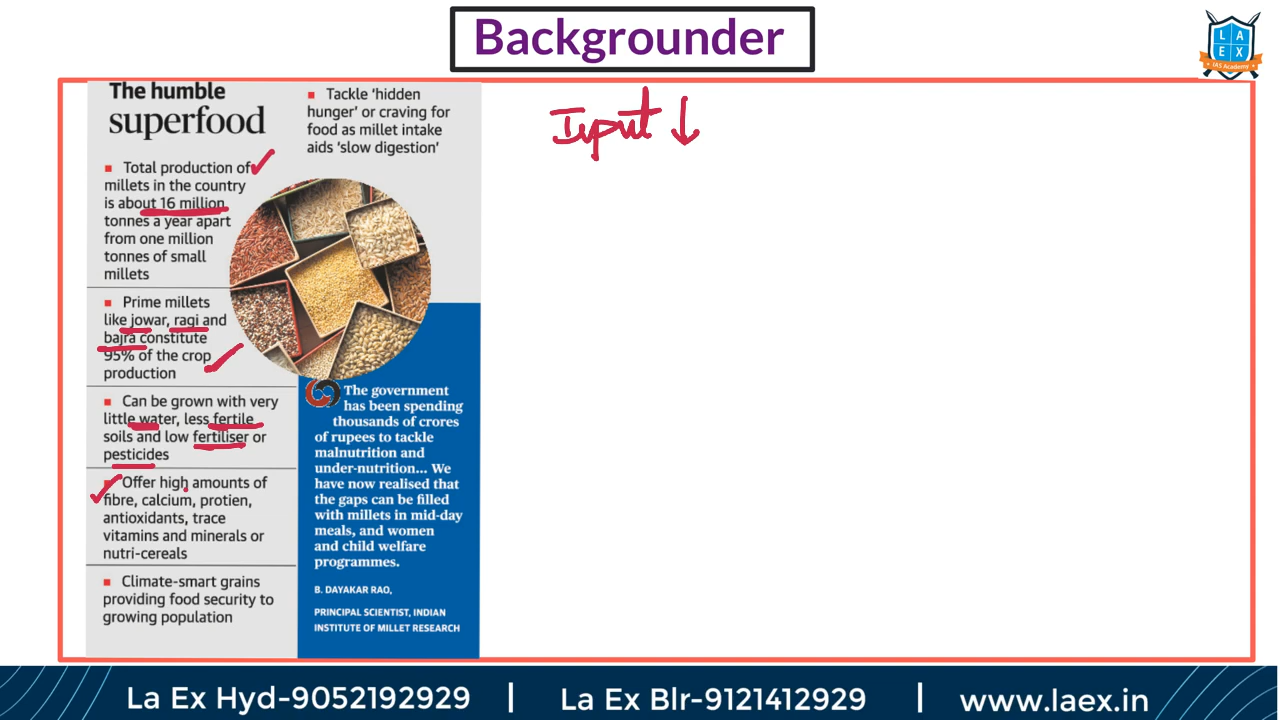 Backgrounder
L A
E X
IAS Academy
The humble
superfood
Total production of
millets in the country
is about 16 million
tonnes a year apart
from one million
tonnes of small
millets
Prime millets
like jowar, ragi and
bajra constitute
95% of the crop
production
Can be grown with very
little water, less fertile
soils and low fertiliser or
pesticides
Offer high amounts of
fibre, calcium, protien,
antioxidants, trace
vitamins and minerals or
nutri-cereals
Climate-smart grains
providing food security to
growing population
Tackle ‘hidden
hunger’ or craving for
food as millet intake
aids ‘slow digestion’
The government
has been spending
thousands of crores
of rupees to tackle
malnutrition and
under-nutrition... We
have now realised that
the gaps can be filled
with millets in mid-day
meals, and women
and child welfare
programmes.
B. DAYAKAR RAO,
PRINCIPAL SCIENTIST, INDIAN
INSTITUTE OF MILLET RESEARCH
Input ↓
La Ex Hyd-9052192929 | La Ex Blr-9121412929 | www.laex.in